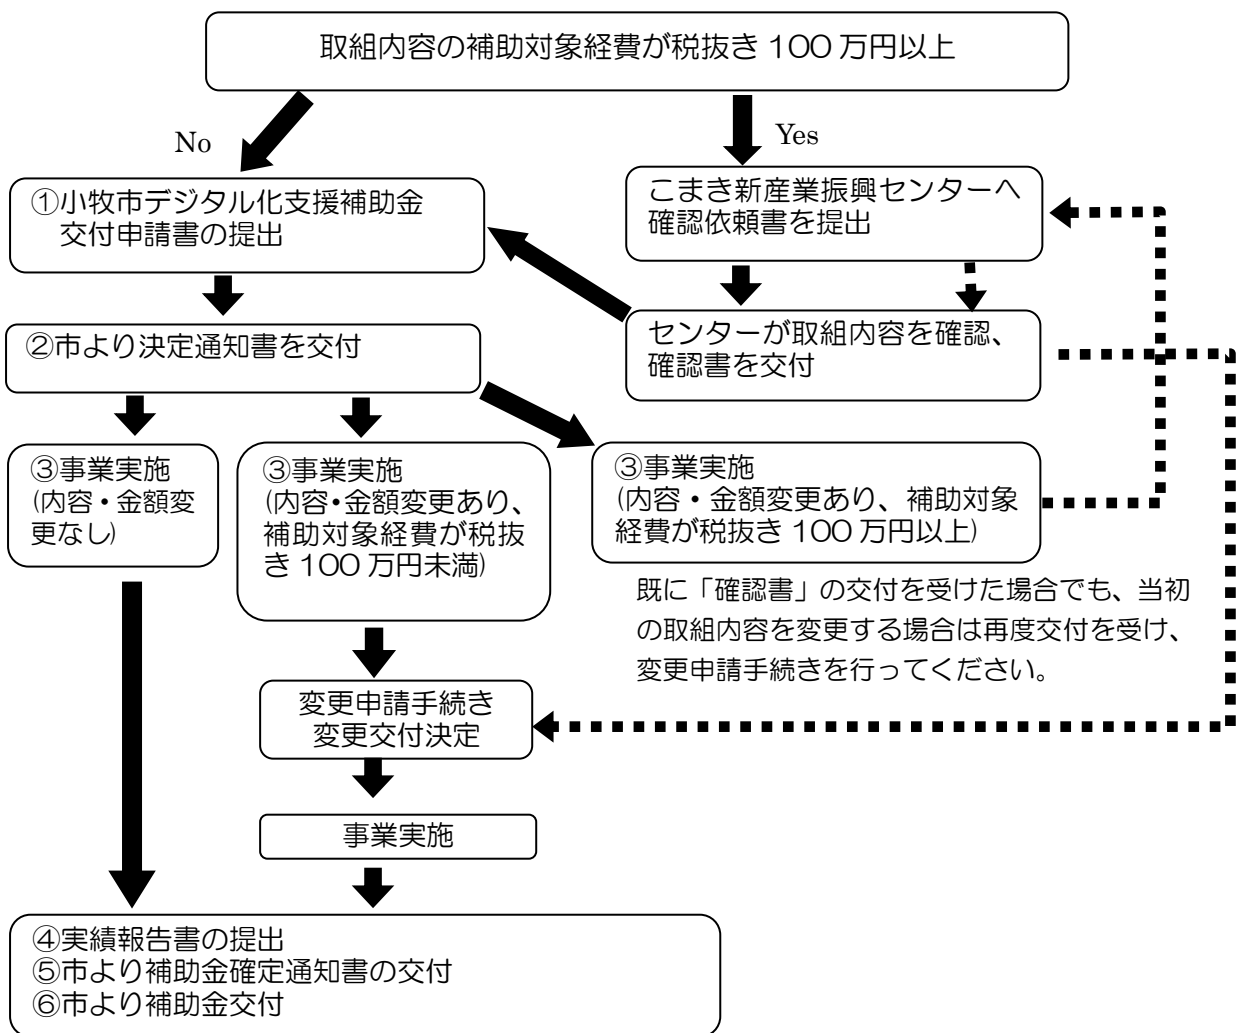 取組内容の補助対象経費が税抜き 100 万円以上
No
Yes
①小牧市デジタル化支援補助金
交付申請書の提出
こまき新産業振興センターへ
確認依頼書を提出
②市より決定通知書を交付
センターが取組内容を確認、
確認書を交付
③事業実施
(内容・金額変
更なし)
③事業実施
(内容・金額変更あり、
補助対象経費が税抜
き 100 万円未満)
③事業実施
(内容・金額変更あり、補助対象
経費が税抜き 100 万円以上)
既に「確認書」の交付を受けた場合でも、当初
の取組内容を変更する場合は再度交付を受け、
変更申請手続きを行ってください。
変更申請手続き
変更交付決定
事業実施
④実績報告書の提出
⑤市より補助金確定通知書の交付
⑥市より補助金交付